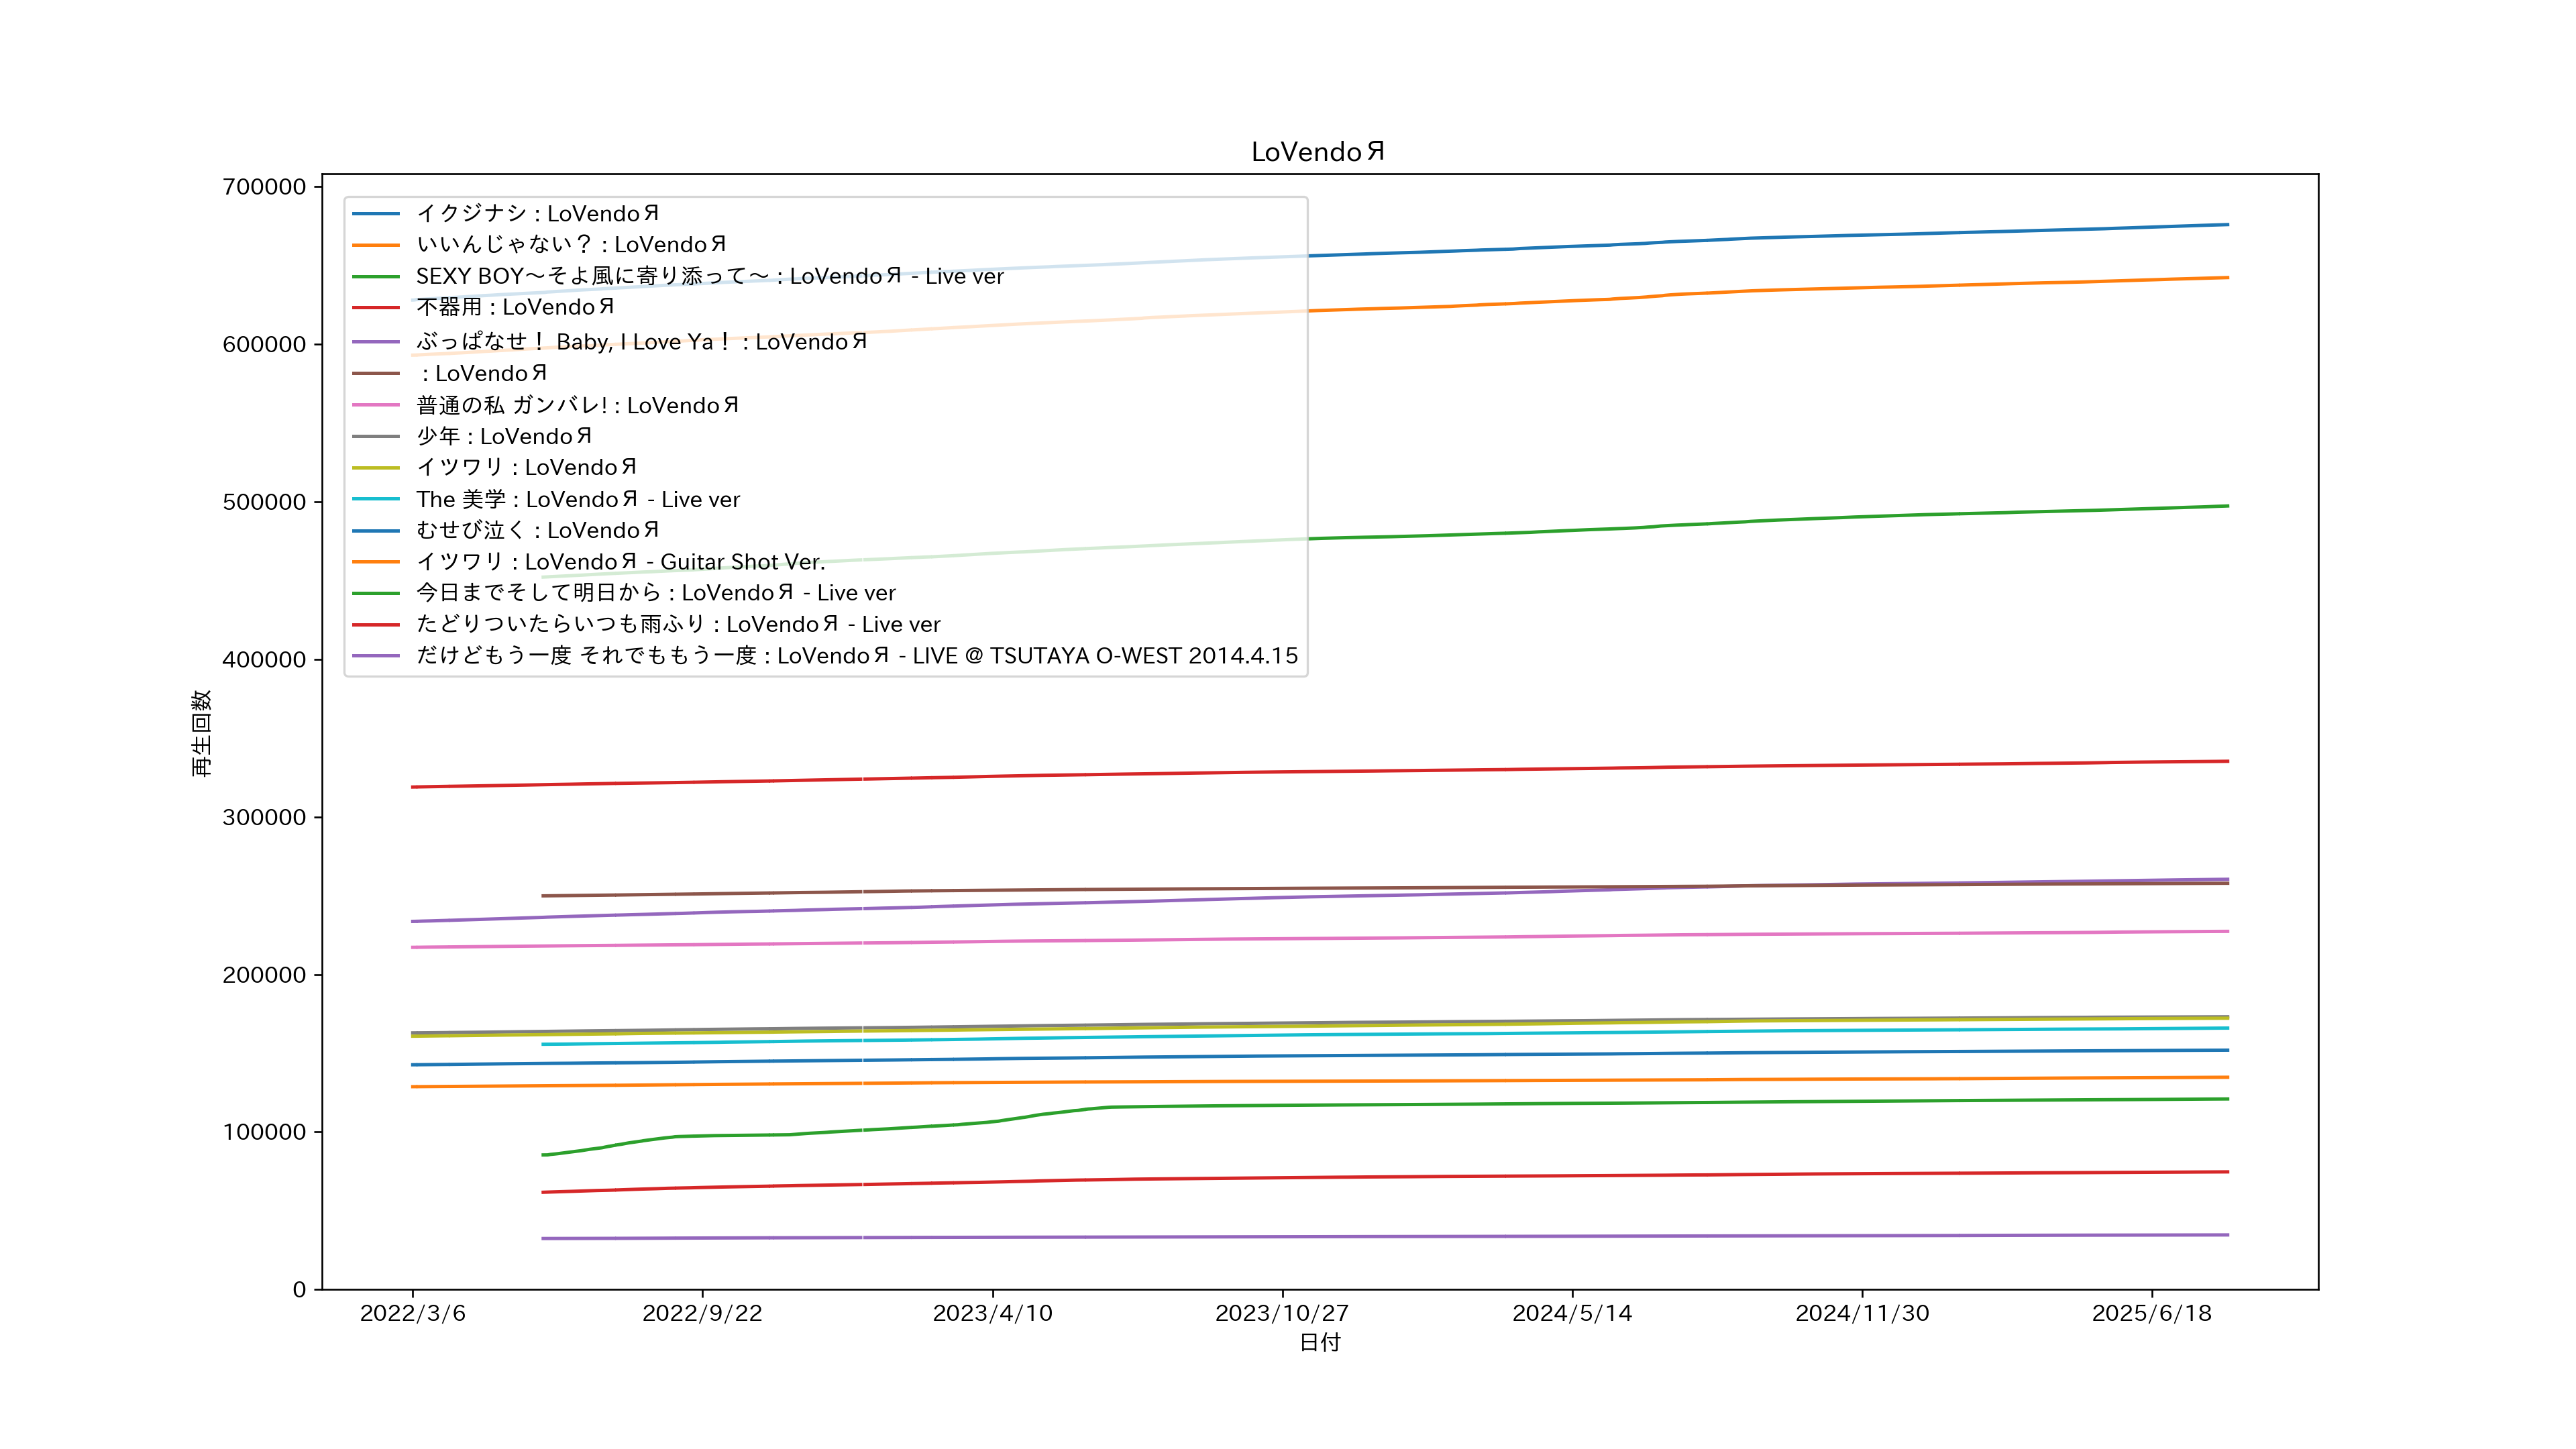 LoVendoЯ
700000
600000
500000
400000
300000
200000
100000
0
再生回数
イクジナシ : LoVendoЯ
いいんじゃない？ : LoVendoЯ
SEXY BOY～そよ風に寄り添って～ : LoVendoЯ - Live ver
不器用 : LoVendoЯ
ぶっぱなせ！ Baby, I Love Ya！ : LoVendoЯ
: LoVendoЯ
普通の私 ガンバレ! : LoVendoЯ
少年 : LoVendoЯ
イツワリ : LoVendoЯ
The 美学 : LoVendoЯ - Live ver
むせび泣く : LoVendoЯ
イツワリ : LoVendoЯ - Guitar Shot Ver.
今日までそして明日から : LoVendoЯ - Live ver
たどりついたらいつも雨ふり : LoVendoЯ - Live ver
だけどもう一度 それでももう一度 : LoVendoЯ - LIVE @ TSUTAYA O-WEST 2014.4.15
2022/3/6 2022/9/22 2023/4/10 2023/10/27 2024/5/14 2024/11/30 2025/6/18
日付